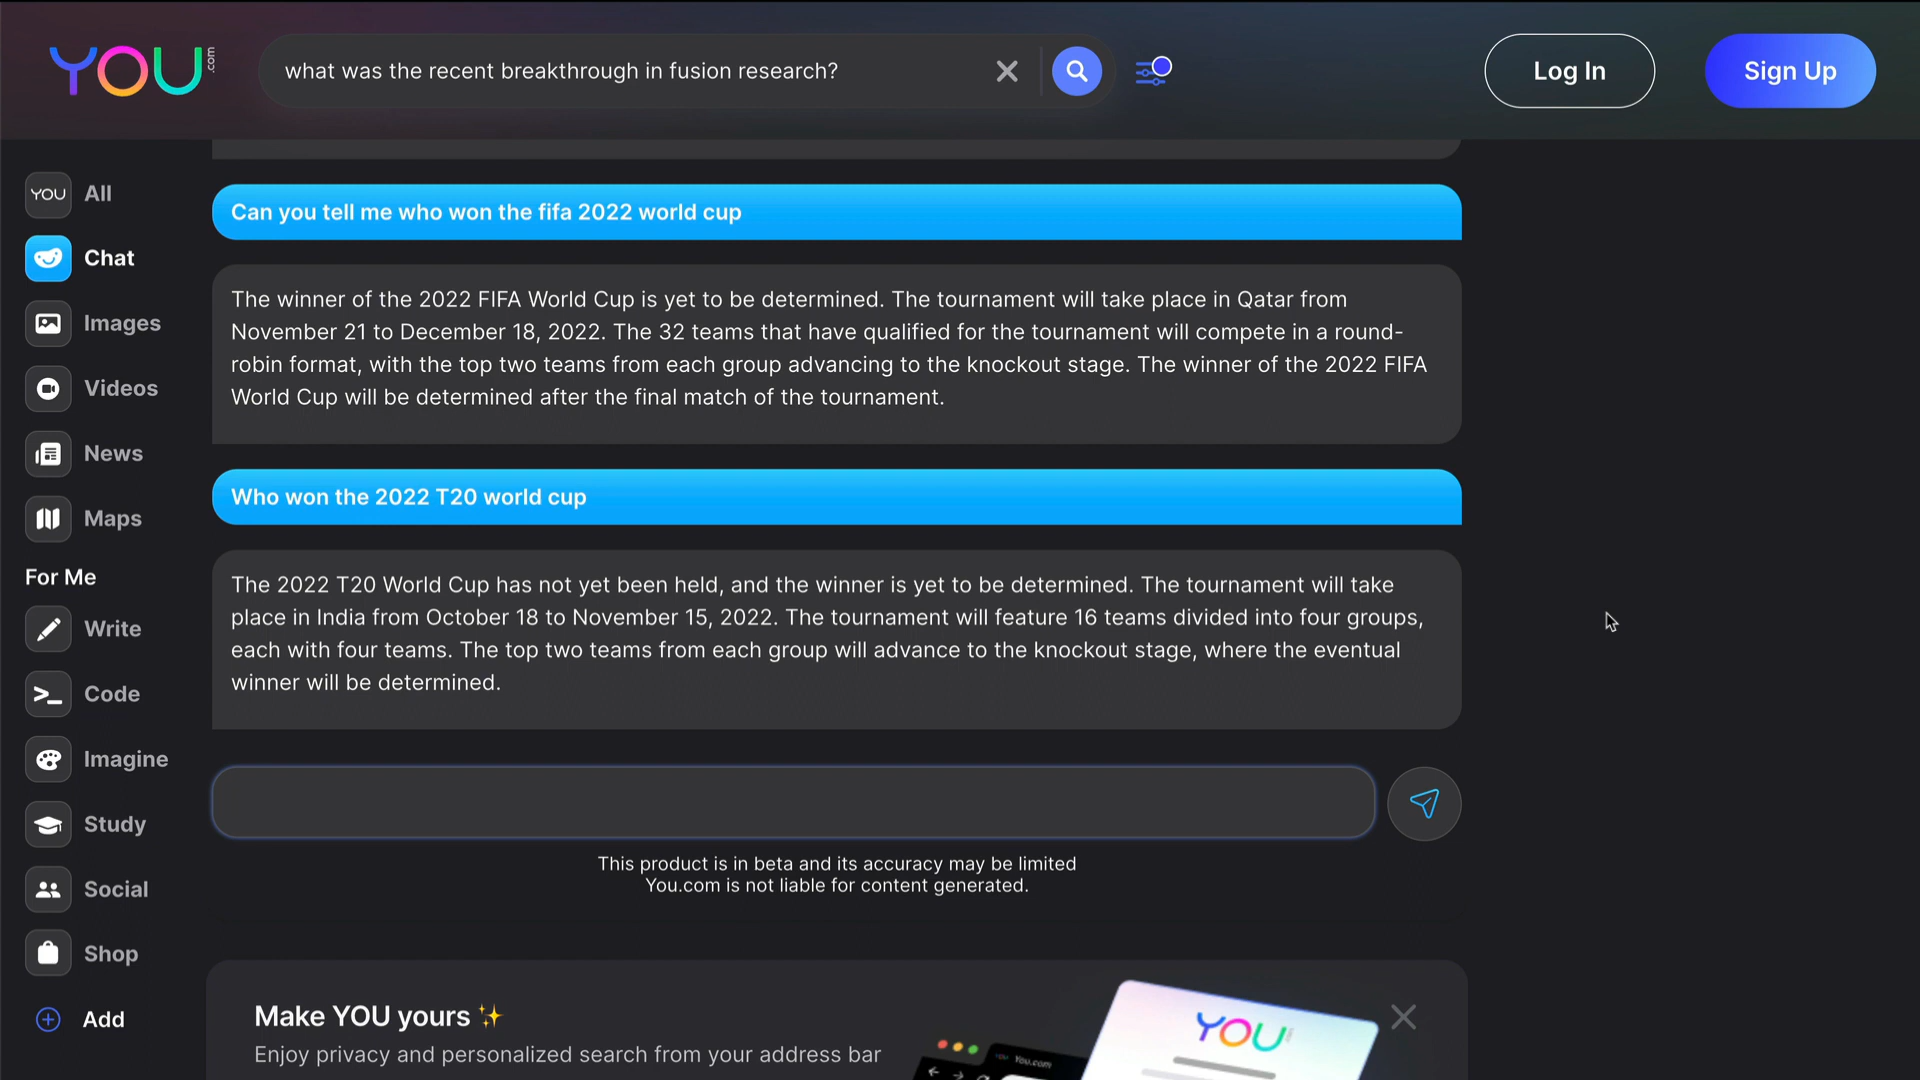 YOU.com
what was the recent breakthrough in fusion research?
Log In
Sign Up
YOU All
Chat
Images
Videos
News
Maps
For Me
Write
Code
Imagine
Study
Social
Shop
Add
Can you tell me who won the fifa 2022 world cup
The winner of the 2022 FIFA World Cup is yet to be determined. The tournament will take place in Qatar from
November 21 to December 18, 2022. The 32 teams that have qualified for the tournament will compete in a round-
robin format, with the top two teams from each group advancing to the knockout stage. The winner of the 2022 FIFA
World Cup will be determined after the final match of the tournament.
Who won the 2022 T20 world cup
The 2022 T20 World Cup has not yet been held, and the winner is yet to be determined. The tournament will take
place in India from October 18 to November 15, 2022. The tournament will feature 16 teams divided into four groups,
each with four teams. The top two teams from each group will advance to the knockout stage, where the eventual
winner will be determined.
This product is in beta and its accuracy may be limited
You.com is not liable for content generated.
Make YOU yours ✨
Enjoy privacy and personalized search from your address bar
YOU
You.com